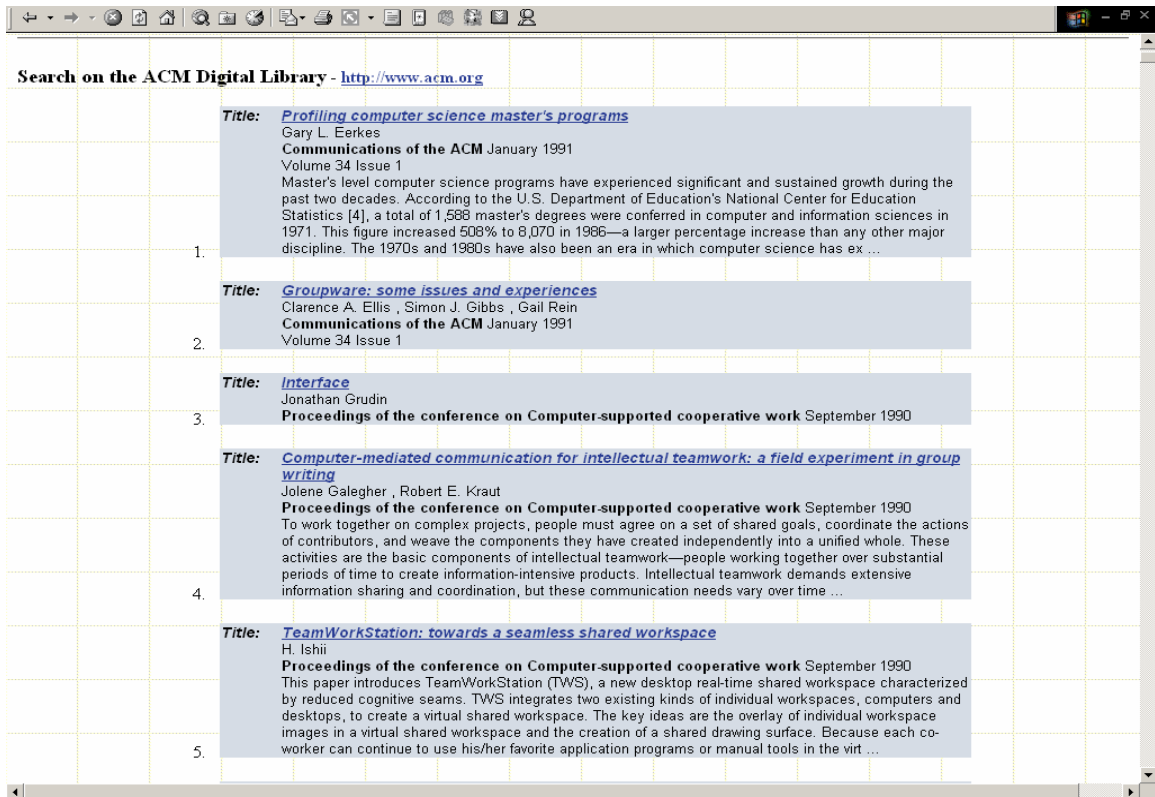 Search on the ACM Digital Library - http://www.acm.org
Title: Profiling computer science master's programs
Gary L. Eerkes
Communications of the ACM January 1991
Volume 34 Issue 1
Master's level computer science programs have experienced significant and sustained growth during the
past two decades. According to the U.S. Department of Education's National Center for Education
Statistics [4], a total of 1,588 master's degrees were conferred in computer and information sciences in
1971. This figure increased 508% to 8,070 in 1986—a larger percentage increase than any other major
1. discipline. The 1970s and 1980s have also been an era in which computer science has ex ...
Title: Groupware: some issues and experiences
Clarence A. Ellis , Simon J. Gibbs , Gail Rein
Communications of the ACM January 1991
2. Volume 34 Issue 1
Title: Interface
Jonathan Grudin
3. Proceedings of the conference on Computer-supported cooperative work September 1990
Title: Computer-mediated communication for intellectual teamwork: a field experiment in group
writing
Jolene Galegher , Robert E. Kraut
Proceedings of the conference on Computer-supported cooperative work September 1990
To work together on complex projects, people must agree on a set of shared goals, coordinate the actions
of contributors, and weave the components they have created independently into a unified whole. These
activities are the basic components of intellectual teamwork—people working together over substantial
periods of time to create information-intensive products. Intellectual teamwork demands extensive
4. information sharing and coordination, but these communication needs vary over time ...
Title: TeamWorkStation: towards a seamless shared workspace
H. Ishii
Proceedings of the conference on Computer-supported cooperative work September 1990
This paper introduces TeamWorkStation (TWS), a new desktop real-time shared workspace characterized
by reduced cognitive seams. TWS integrates two existing kinds of individual workspaces, computers and
desktops, to create a virtual shared workspace. The key ideas are the overlay of individual workspace
images in a virtual shared workspace and the creation of a shared drawing surface. Because each co-
5. worker can continue to use his/her favorite application programs or manual tools in the virt ...